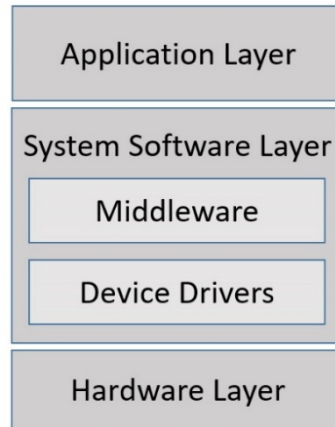 Application Layer
System Software Layer
Middleware
Device Drivers
Hardware Layer